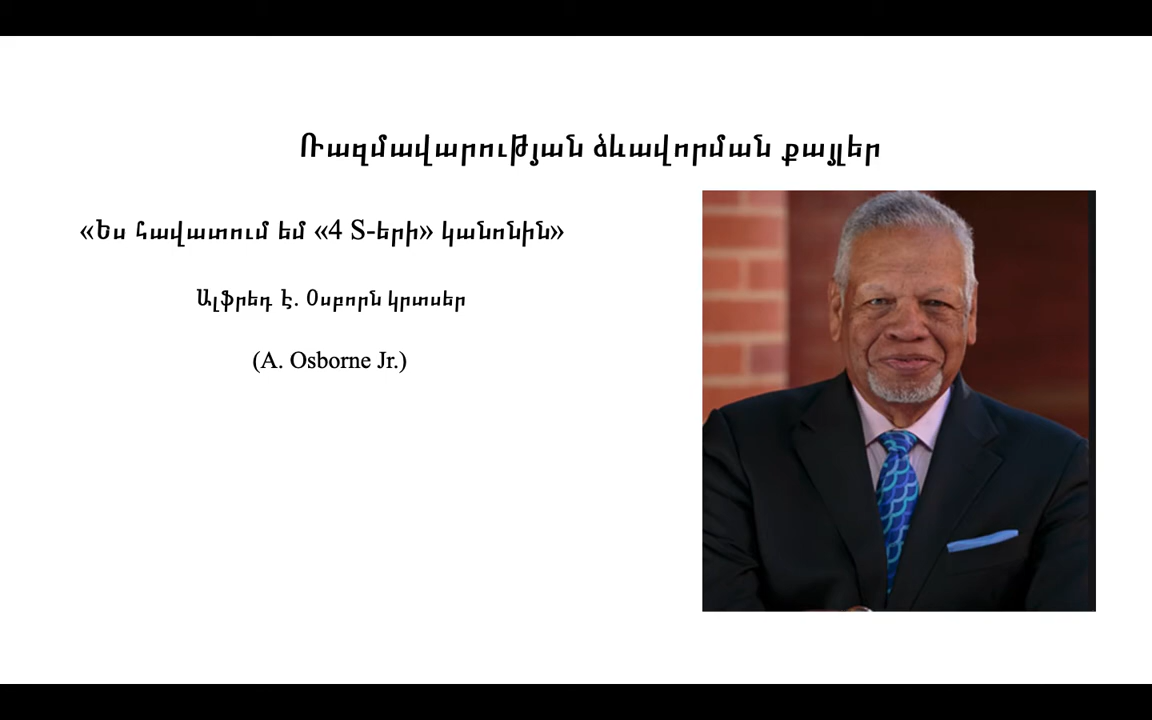 Ռազմավարության ձևավորման քայլեր
«Ես հավատում եմ «4 S-երի» կանոնին»
Ալֆրեդ Է. Օսբորն կրտսեր
(A. Osborne Jr.)